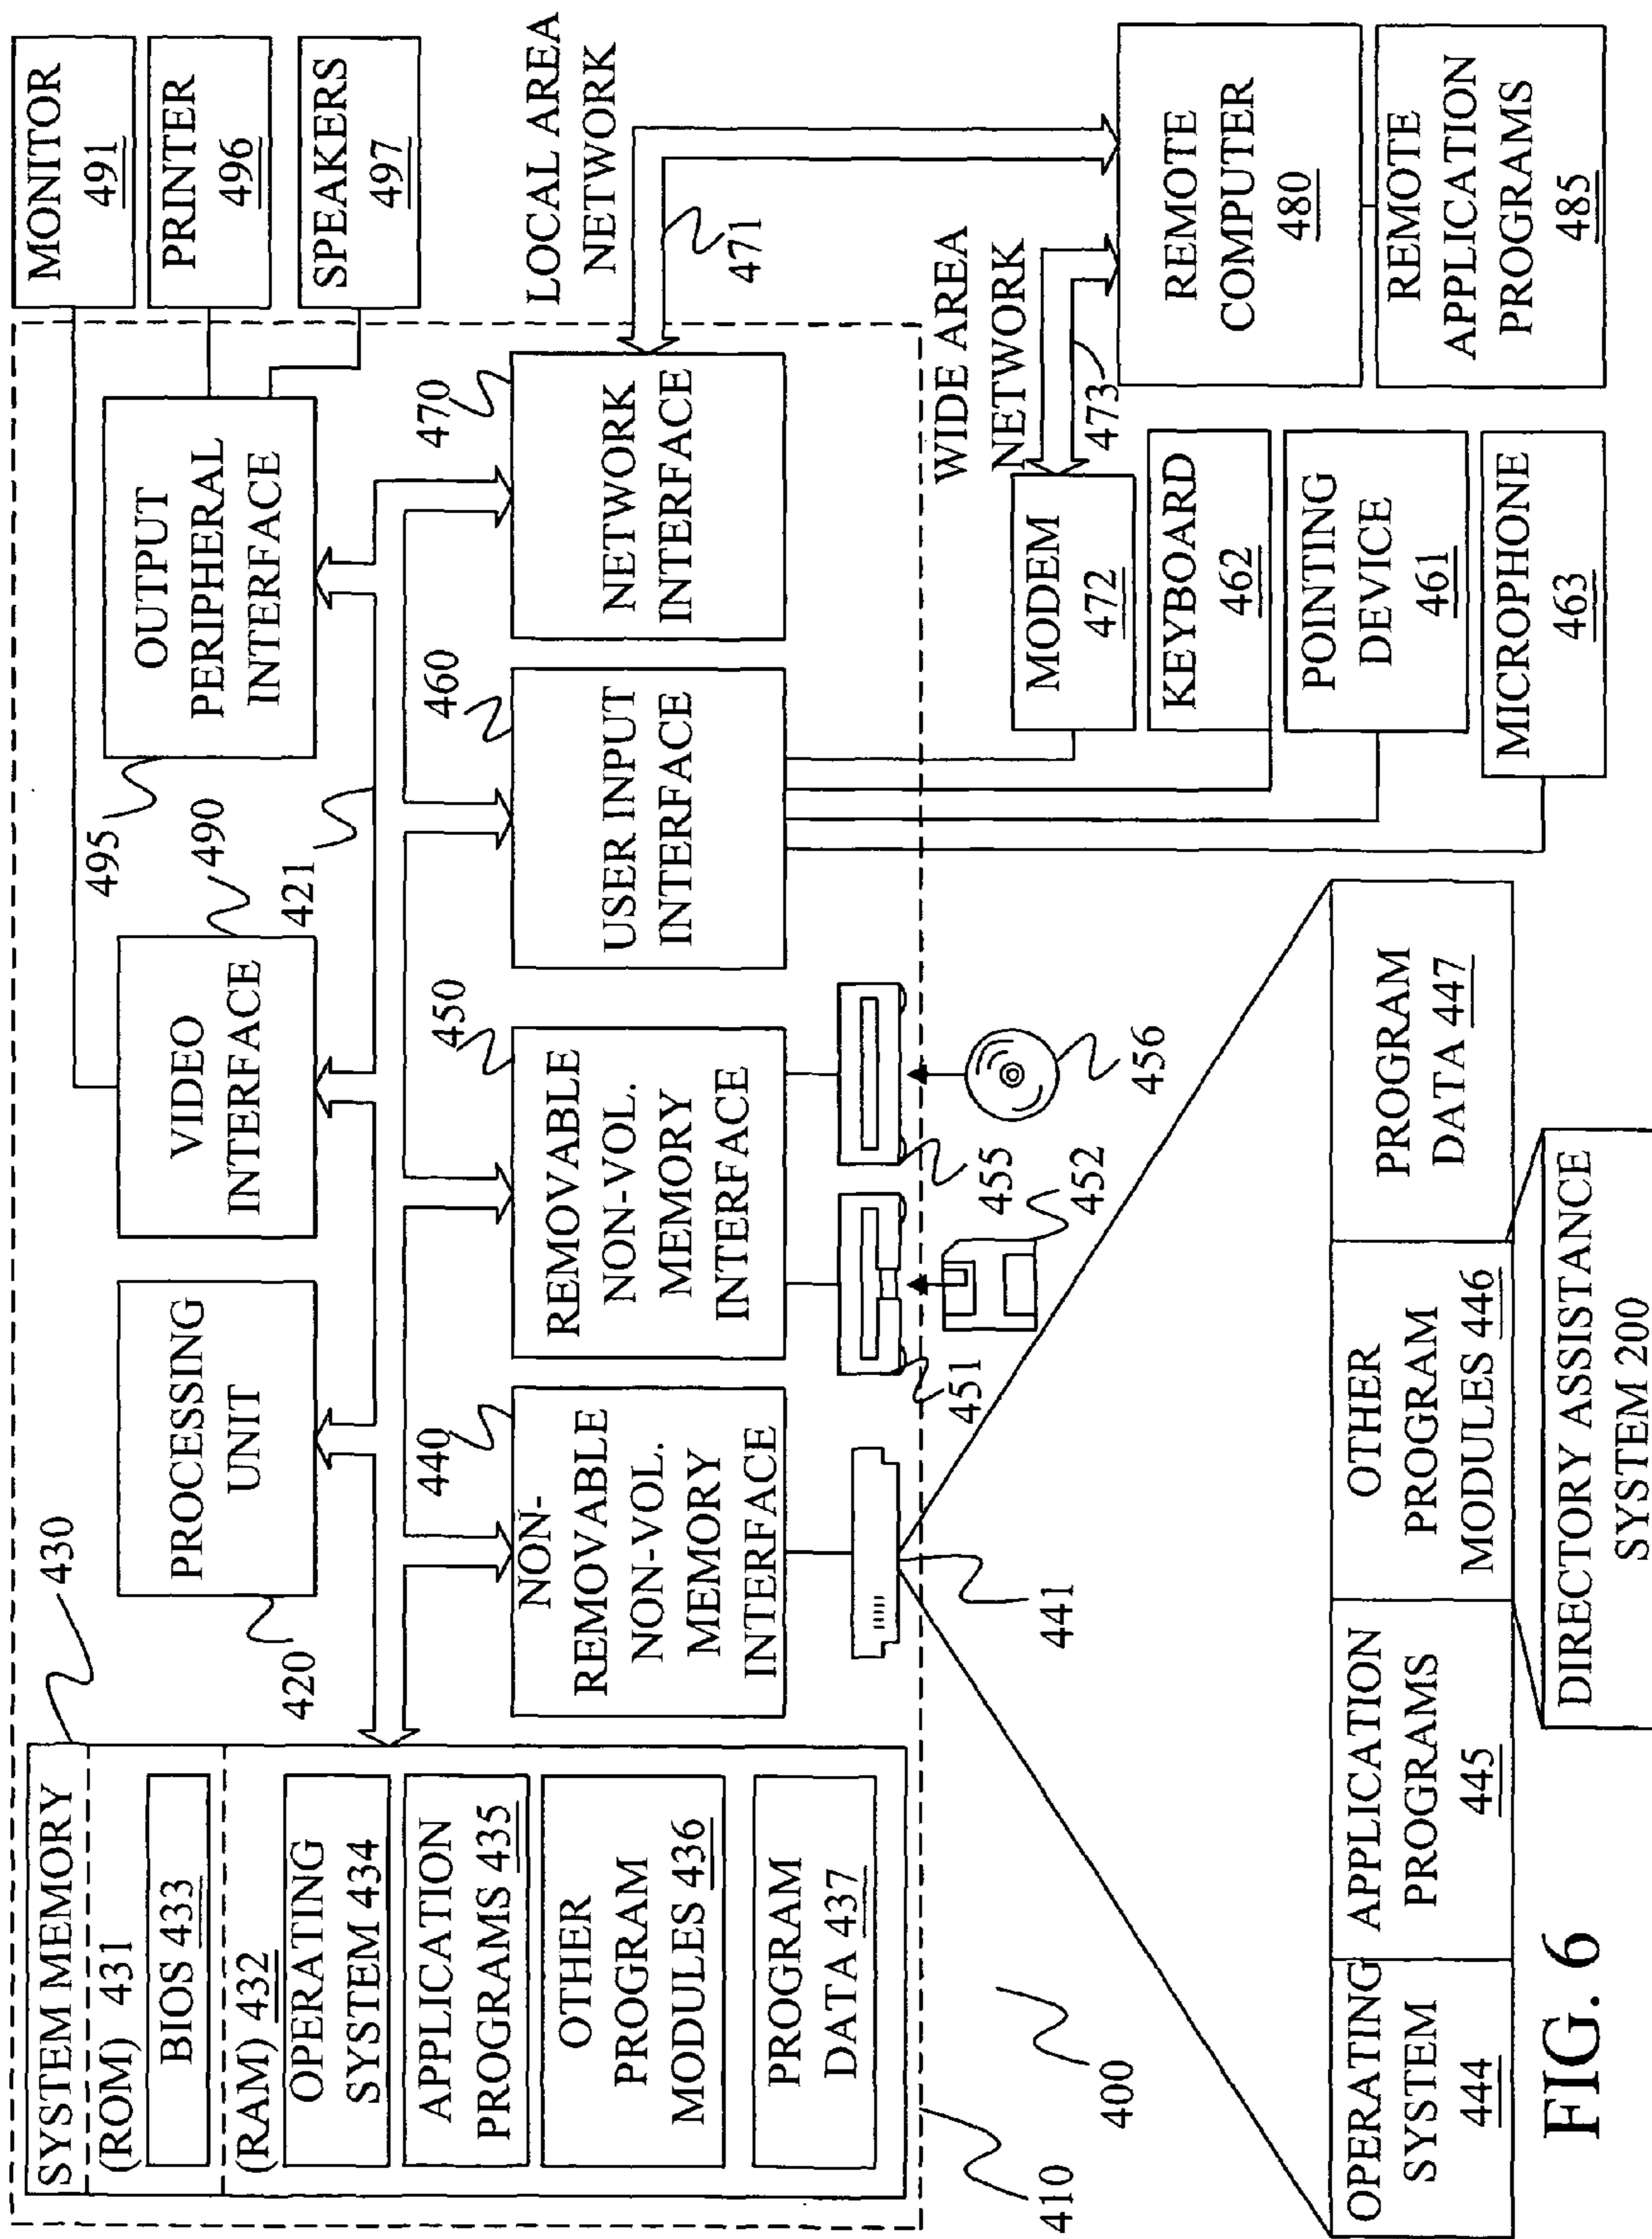 SYSTEM MEMORY
(ROM) 431
BIOS 433
(RAM) 432
OPERATING
SYSTEM 434
APPLICATION
PROGRAMS 435
OTHER
PROGRAM
MODULES 436
PROGRAM
DATA 437
430
PROCESSING
UNIT
420
VIDEO
INTERFACE
490
421
OUTPUT
PERIPHERAL
INTERFACE
495
MONITOR
491
PRINTER
496
SPEAKERS
497
440
NON-
REMOVABLE
NON-VOL.
MEMORY
INTERFACE
450
REMOVABLE
NON-VOL.
MEMORY
INTERFACE
460
USER INPUT
INTERFACE
470
NETWORK
INTERFACE
LOCAL AREA
NETWORK
471
441
451
452
455
456
WIDE AREA
NETWORK
473
MODEM
472
KEYBOARD
462
POINTING
DEVICE
461
MICROPHONE
463
REMOTE
COMPUTER
480
REMOTE
APPLICATION
PROGRAMS
485
410
400
OPERATING
SYSTEM
444
APPLICATION
PROGRAMS
445
OTHER
PROGRAM
MODULES 446
PROGRAM
DATA 447
DIRECTORY ASSISTANCE
SYSTEM 200
FIG. 6